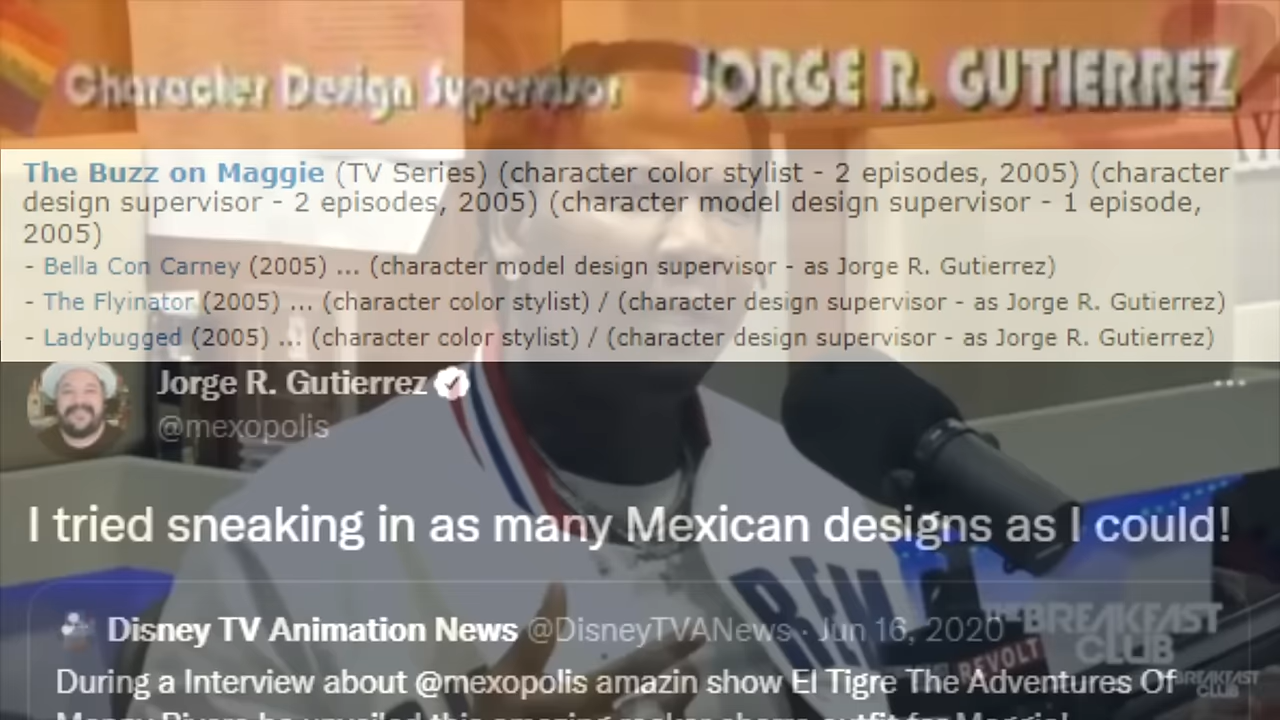 Character Design Supervisor JORGE R. GUTIERREZ
The Buzz on Maggie (TV Series) (character color stylist - 2 episodes, 2005) (character
design supervisor - 2 episodes, 2005) (character model design supervisor - 1 episode,
2005)
- Bella Con Carney (2005) ... (character model design supervisor - as Jorge R. Gutierrez)
- The Flyinator (2005) ... (character color stylist) / (character design supervisor - as Jorge R. Gutierrez)
- Ladybugged (2005) ... (character color stylist) / (character design supervisor - as Jorge R. Gutierrez)
Jorge R. Gutierrez
@mexopolis
I tried sneaking in as many Mexican designs as I could!
Disney TV Animation News @DisneyTVANews · Jun 16, 2020
THE BREAKFAST
CLUB
REVOLT
During a Interview about @mexopolis amazin show El Tigre The Adventures Of
BREAKFAST
CLUB